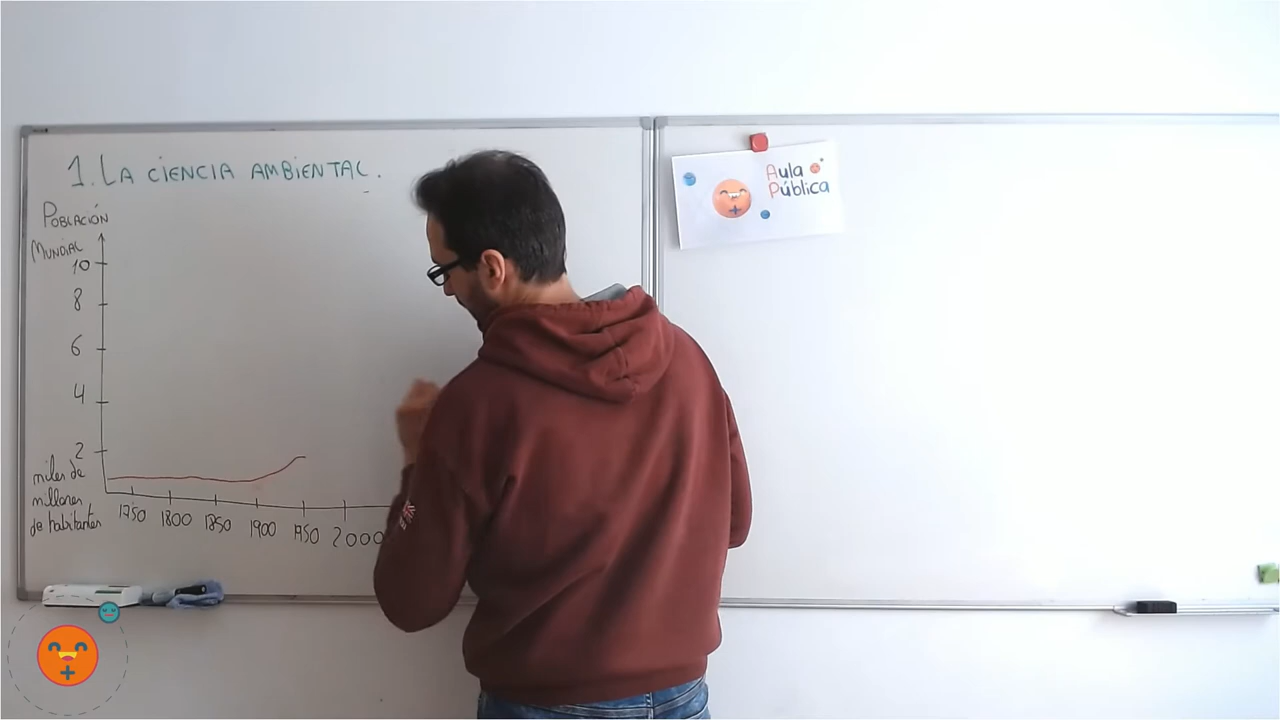 1. LA CIENCIA AMBIENTAL.
POBLACIÓN
MUNDIAL
10
8
6
4
2
miles de
millones
de habitantes
1750 1800 1850 1900 1950 2000
Aula
Pública